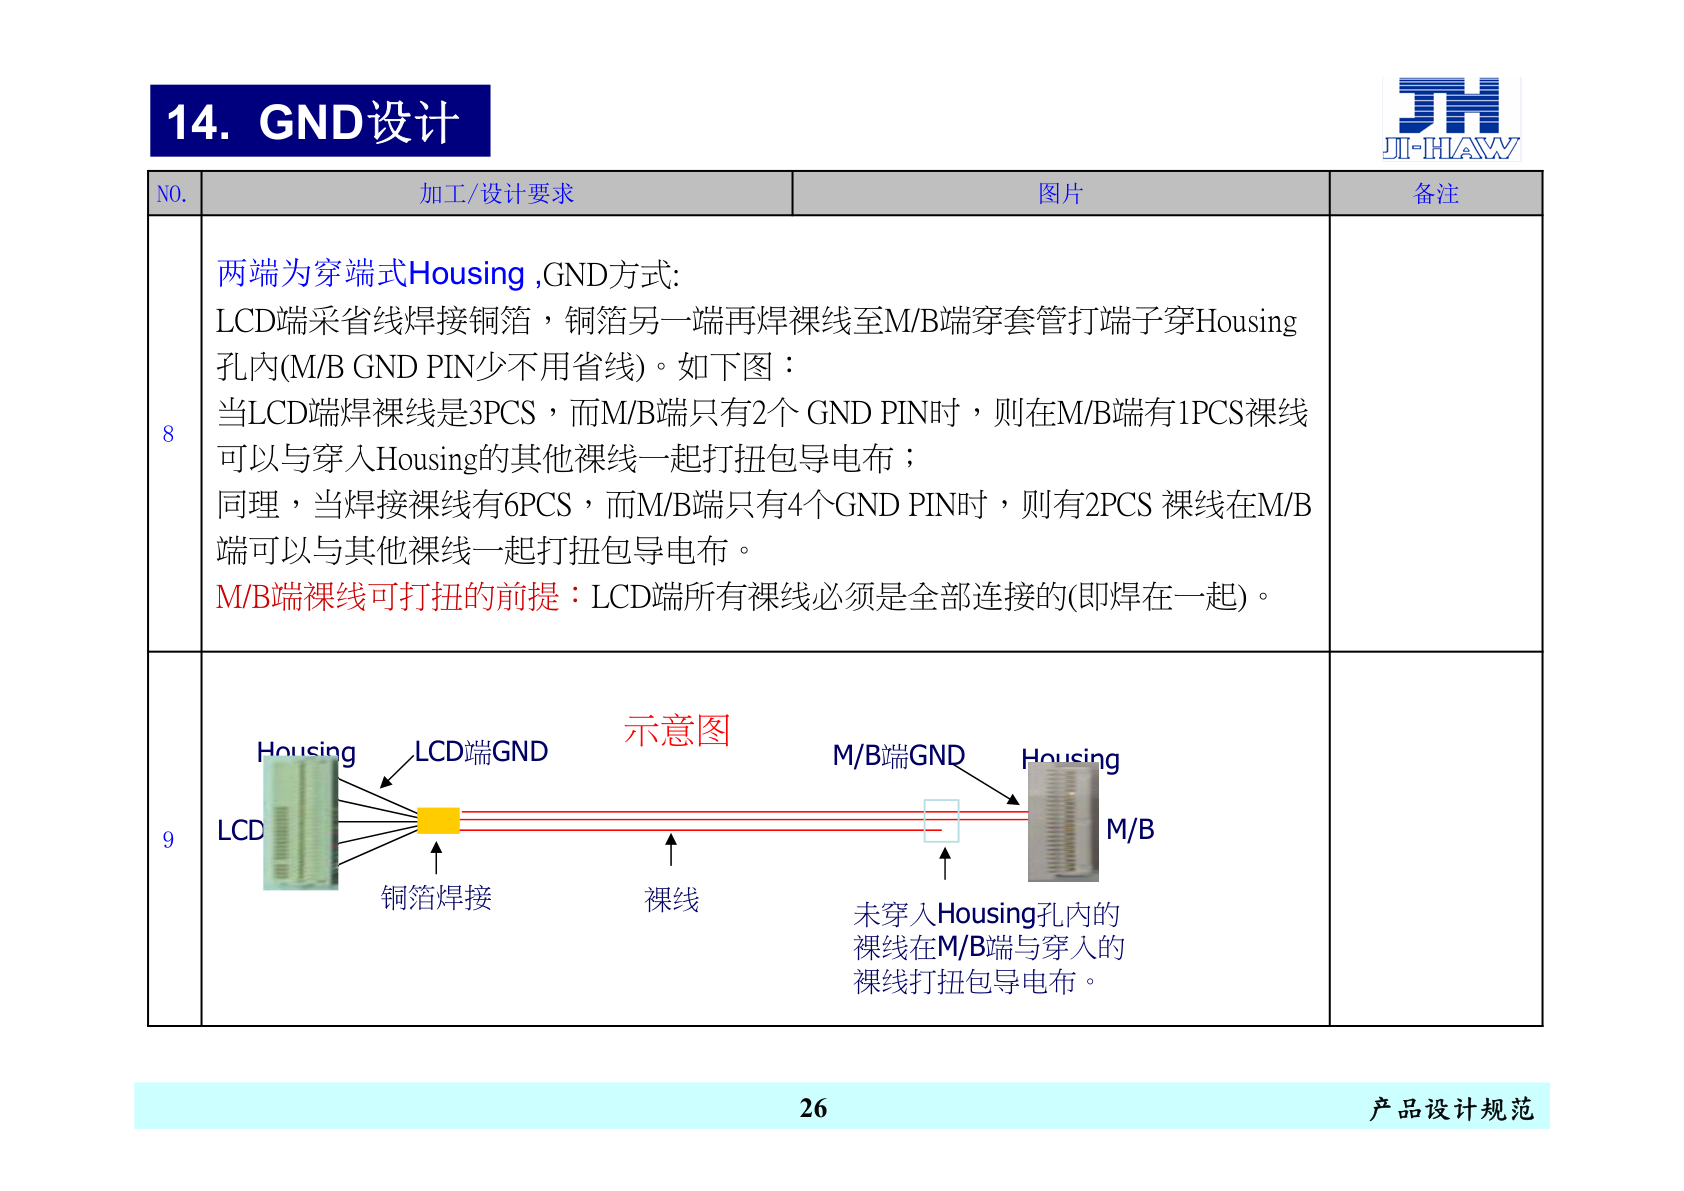 14. GND设计
JH
JI-HAW
NO. 加工/设计要求 图片 备注
8
两端为穿端式Housing ,GND方式:
LCD端采省线焊接铜箔，铜箔另一端再焊裸线至M/B端穿套管打端子穿Housing
孔內(M/B GND PIN少不用省线)。如下图：
当LCD端焊裸线是3PCS，而M/B端只有2个 GND PIN时，则在M/B端有1PCS裸线
可以与穿入Housing的其他裸线一起打扭包导电布；
同理，当焊接裸线有6PCS，而M/B端只有4个GND PIN时，则有2PCS 裸线在M/B
端可以与其他裸线一起打扭包导电布。
M/B端裸线可打扭的前提：LCD端所有裸线必须是全部连接的(即焊在一起)。
9
示意图
Housing LCD端GND M/B端GND Housing
LCD M/B
铜箔焊接 裸线
未穿入Housing孔內的
裸线在M/B端与穿入的
裸线打扭包导电布。
26 产品设计规范